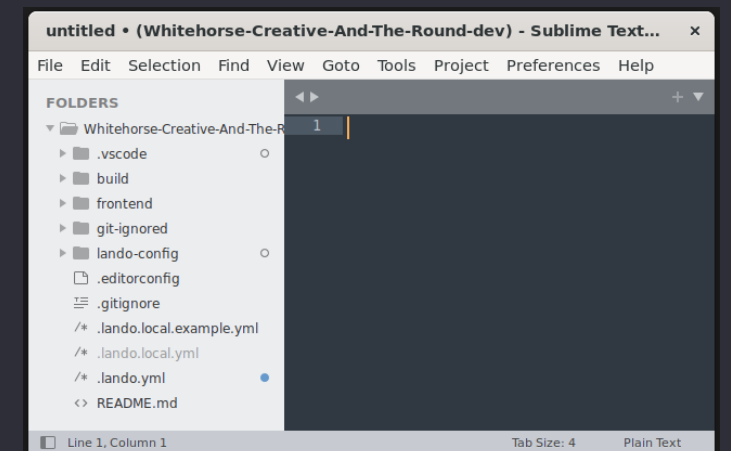 untitled • (Whitehorse-Creative-And-The-Round-dev) - Sublime Text...
File Edit Selection Find View Goto Tools Project Preferences Help
FOLDERS
Whitehorse-Creative-And-The-R
1
.vscode
build
frontend
git-ignored
lando-config
.editorconfig
.gitignore
/* .lando.local.example.yml
/* .lando.local.yml
/* .lando.yml
<> README.md
Line 1, Column 1 Tab Size: 4 Plain Text